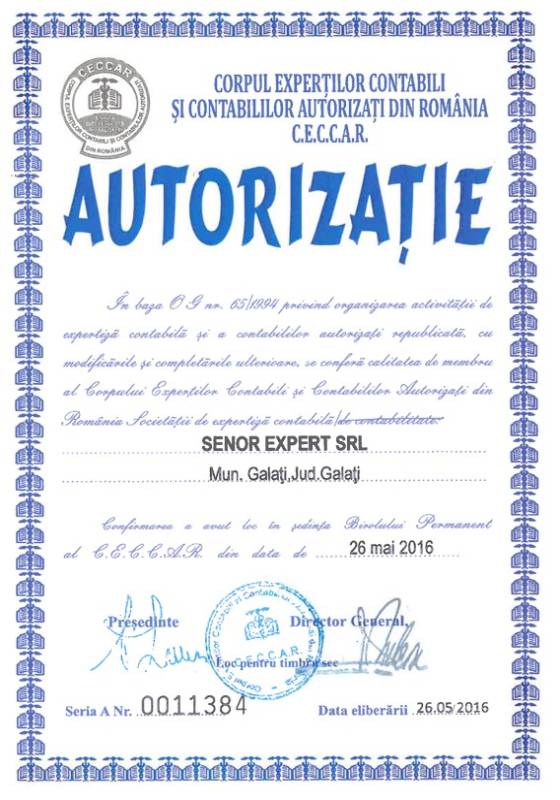 CECCAR
CORPUL EXPERȚILOR CONTABILI ȘI CONTABILILOR AUTORIZAȚI
DIN ROMÂNIA
CORPUL EXPERȚILOR CONTABILI
ȘI CONTABILILOR AUTORIZAȚI DIN ROMÂNIA
C.E.C.C.A.R.
AUTORIZAȚIE
În baza O G nr. 65/1994 privind organizarea activității de
expertiză contabilă și a contabililor autorizați republicată, cu
modificările și completările ulterioare, se conferă calitatea de membru
al Corpului Experților Contabili și Contabililor Autorizați din
România Societății de expertiză contabilă/de contabilitate.
SENOR EXPERT SRL
Mun. Galaţi,Jud.Galaţi
Confirmarea a avut loc în ședința Biroului Permanent
al C.E.C.C.A.R. din data de 26 mai 2016
Președinte Director General,
C.E.C.C.A.R.
Loc pentru timbru sec
Seria A Nr. 0011384 Data eliberării 26.05/2016